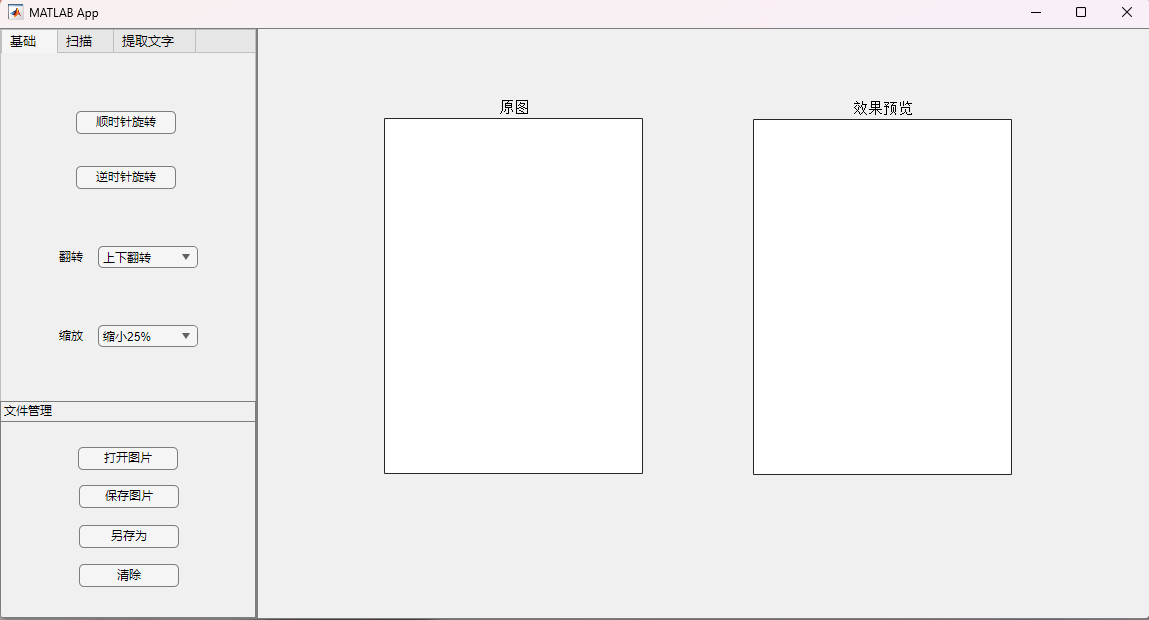 MATLAB App
基础
扫描
提取文字
顺时针旋转
逆时针旋转
翻转 上下翻转
缩放 缩小25%
文件管理
打开图片
保存图片
另存为
清除
原图
效果预览